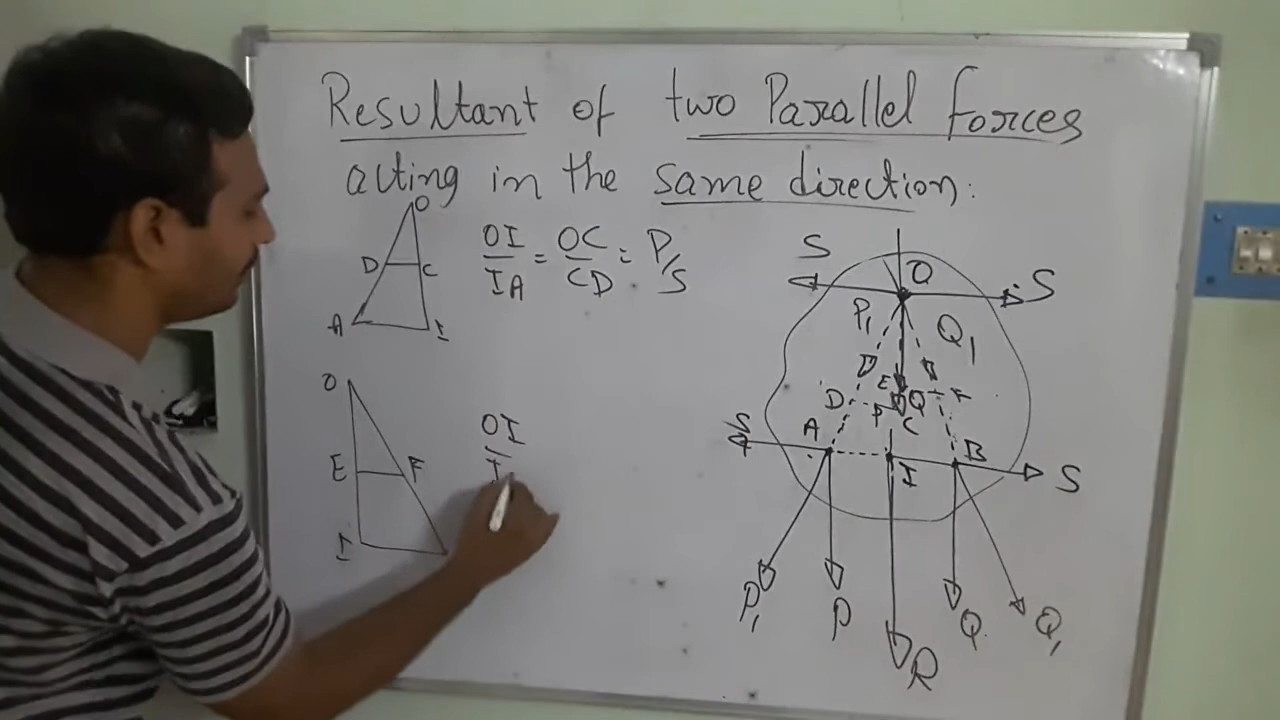 Resultant of two Parallel forces
acting in the same direction:
O
D C
A I
OI/IA = OC/CD = P/S
O
E F
I
OI
I
S O S
P1 Q1
E
D Q F
P C
S A I B S
P1 P R Q Q1